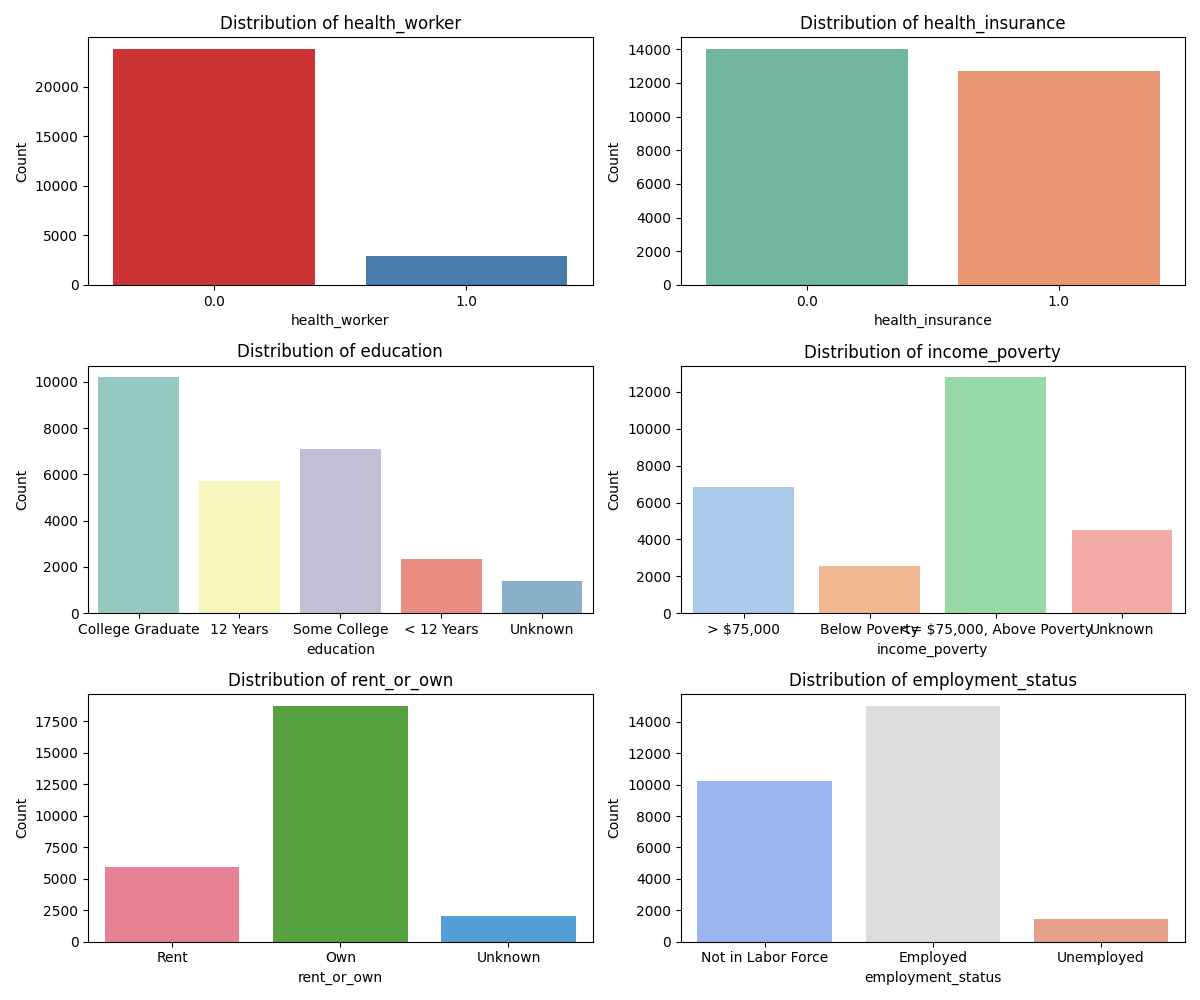 Distribution of health_worker
Count
20000
15000
10000
5000
0
0.0 1.0
health_worker
Distribution of health_insurance
Count
14000
12000
10000
8000
6000
4000
2000
0
0.0 1.0
health_insurance
Distribution of education
Count
10000
8000
6000
4000
2000
0
College Graduate 12 Years Some College < 12 Years Unknown
education
Distribution of income_poverty
Count
12000
10000
8000
6000
4000
2000
0
> $75,000 Below Poverty <= $75,000, Above Poverty Unknown
income_poverty
Distribution of rent_or_own
Count
17500
15000
12500
10000
7500
5000
2500
0
Rent Own Unknown
rent_or_own
Distribution of employment_status
Count
14000
12000
10000
8000
6000
4000
2000
0
Not in Labor Force Employed Unemployed
employment_status